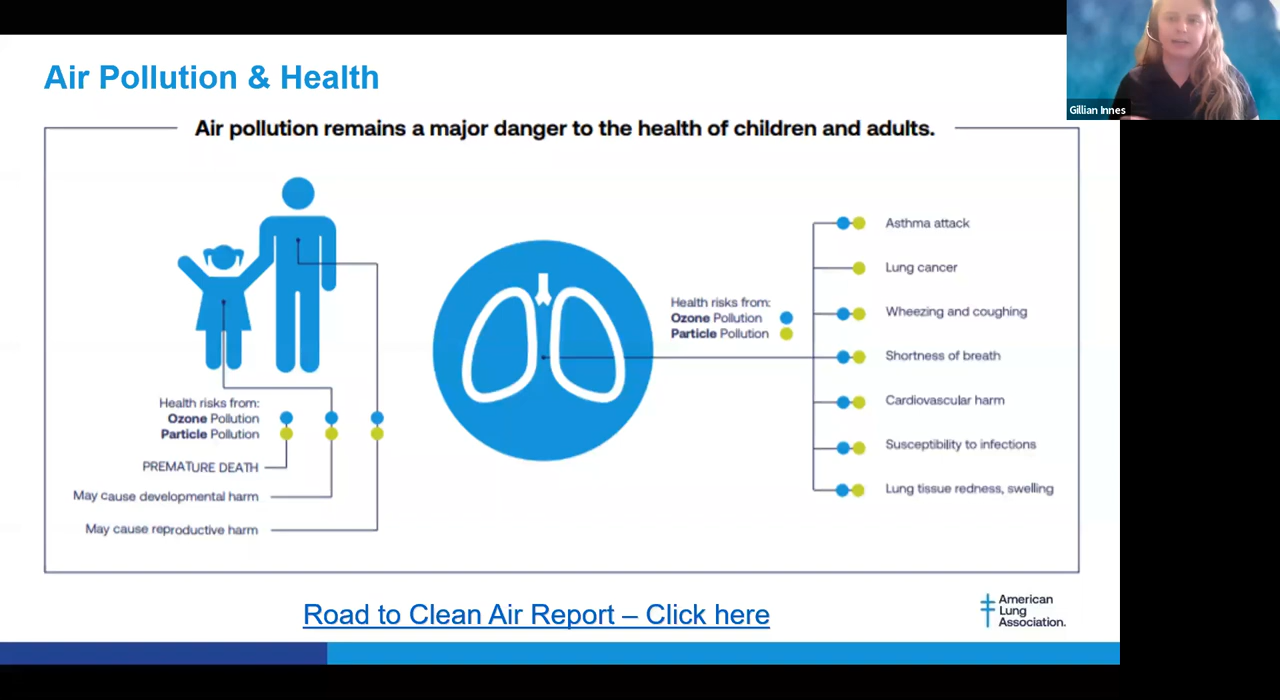 Air Pollution & Health
Gillian Innes
Air pollution remains a major danger to the health of children and adults.
Health risks from:
Ozone Pollution
Particle Pollution
PREMATURE DEATH
May cause developmental harm
May cause reproductive harm
Health risks from:
Ozone Pollution
Particle Pollution
Asthma attack
Lung cancer
Wheezing and coughing
Shortness of breath
Cardiovascular harm
Susceptibility to infections
Lung tissue redness, swelling
Road to Clean Air Report – Click here
American
Lung
Association.